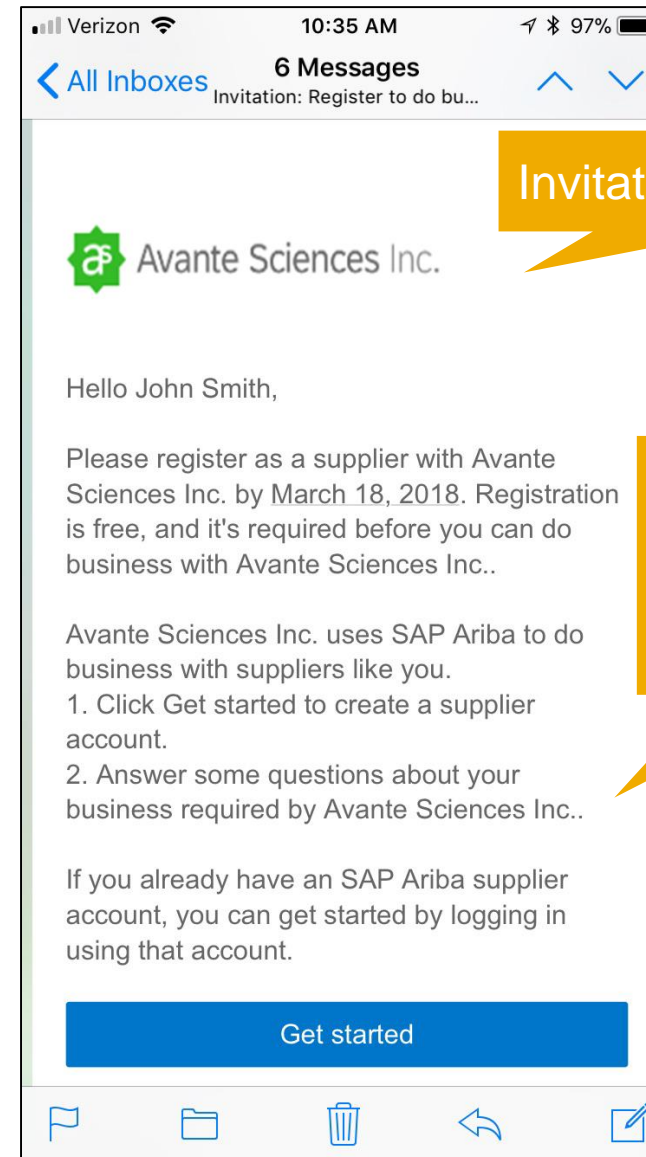 Verizon 10:35 AM 97%
All Inboxes 6 Messages
Invitation: Register to do bu...
Invitat
as Avante Sciences Inc.
Hello John Smith,
Please register as a supplier with Avante
Sciences Inc. by March 18, 2018. Registration
is free, and it's required before you can do
business with Avante Sciences Inc..
Avante Sciences Inc. uses SAP Ariba to do
business with suppliers like you.
1. Click Get started to create a supplier
account.
2. Answer some questions about your
business required by Avante Sciences Inc..
If you already have an SAP Ariba supplier
account, you can get started by logging in
using that account.
Get started